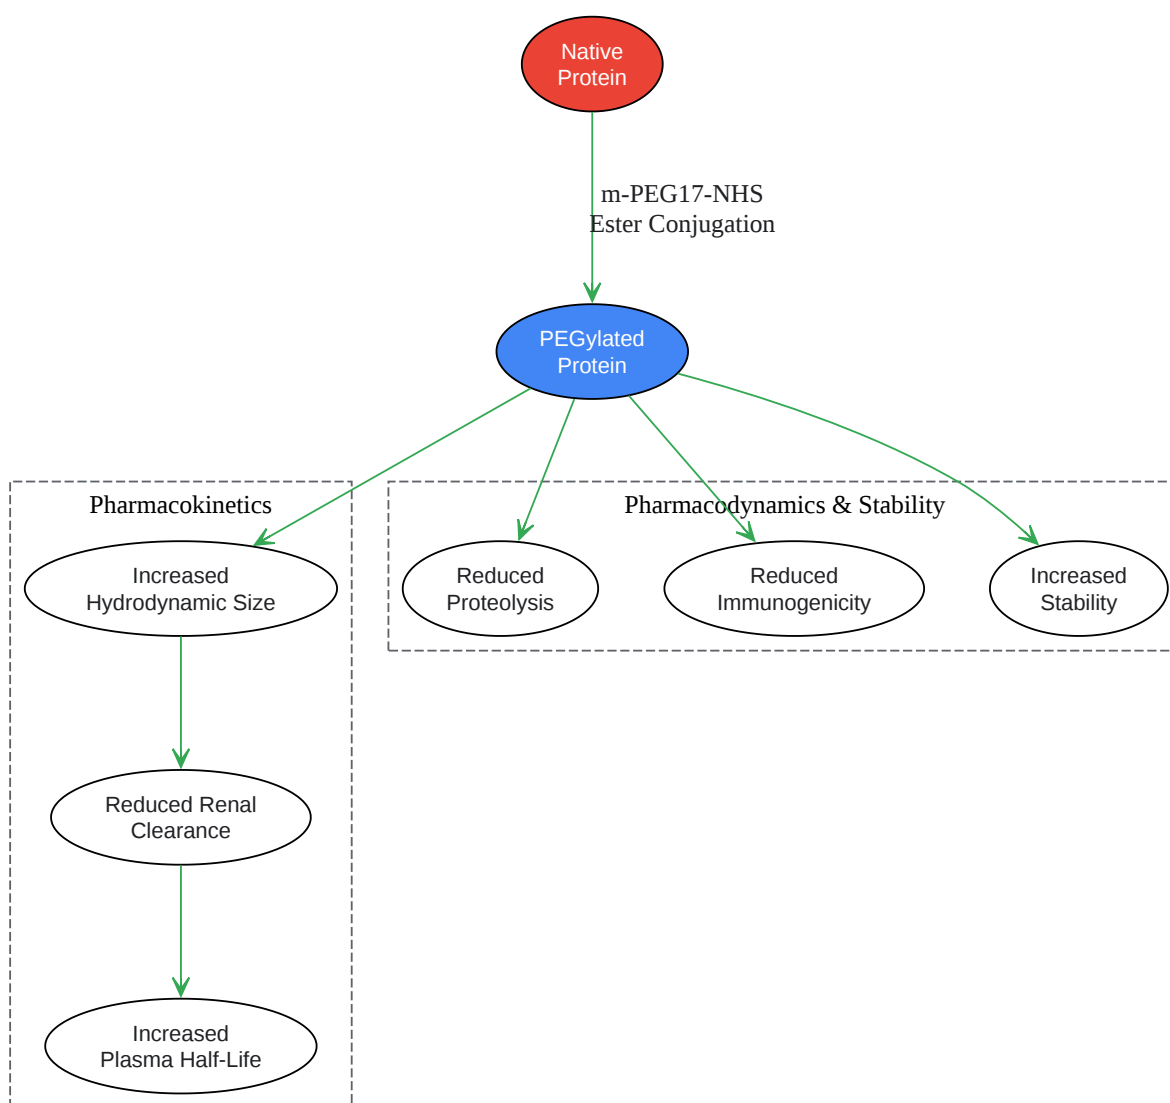 Native
Protein
m-PEG17-NHS
Ester Conjugation
PEGylated
Protein
Pharmacokinetics
Pharmacodynamics & Stability
Increased
Hydrodynamic Size
Reduced
Proteolysis
Reduced
Immunogenicity
Increased
Stability
Reduced Renal
Clearance
Increased
Plasma Half-Life